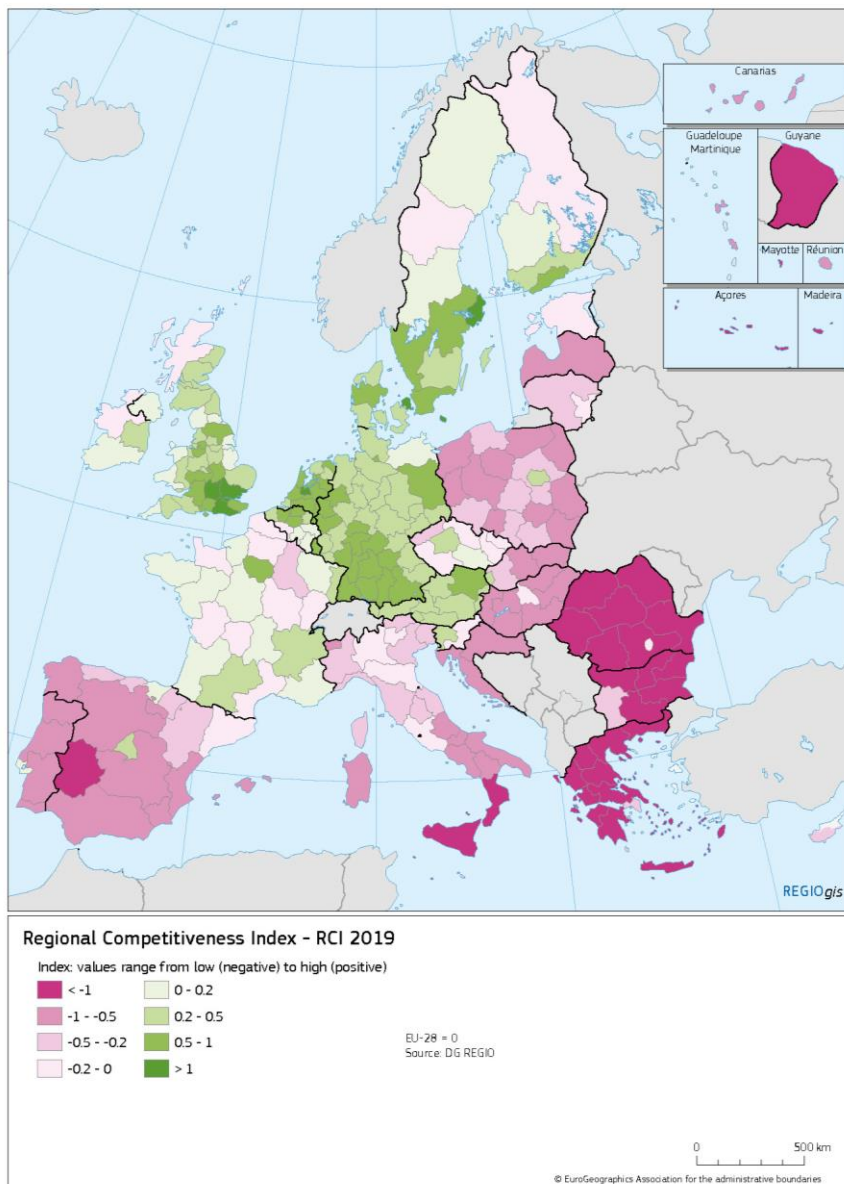 Canarias
Guadeloupe
Martinique
Guyane
Mayotte
Réunion
Açores
Madeira
REGIOgis
Regional Competitiveness Index - RCI 2019
Index: values range from low (negative) to high (positive)
< -1
-1 - -0.5
-0.5 - -0.2
-0.2 - 0
0 - 0.2
0.2 - 0.5
0.5 - 1
> 1
EU-28 = 0
Source: DG REGIO
0 500 km
© EuroGeographics Association for the administrative boundaries